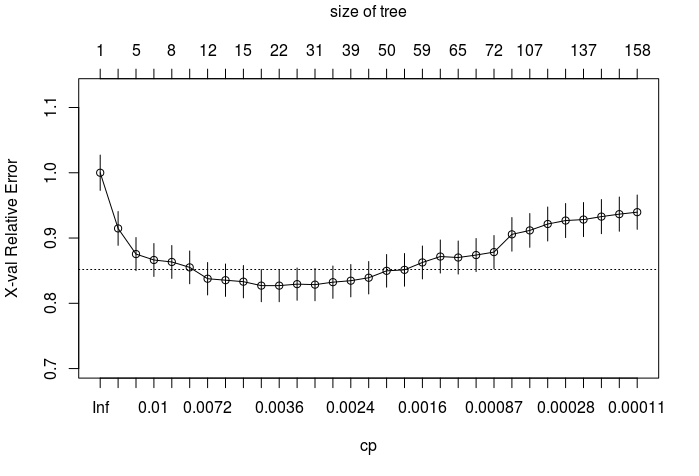 size of tree
1 5 8 12 15 22 31 39 50 59 65 72 107 137 158
X-val Relative Error
1.1
1.0
0.9
0.8
0.7
Inf 0.01 0.0072 0.0036 0.0024 0.0016 0.00087 0.00028 0.00011
cp